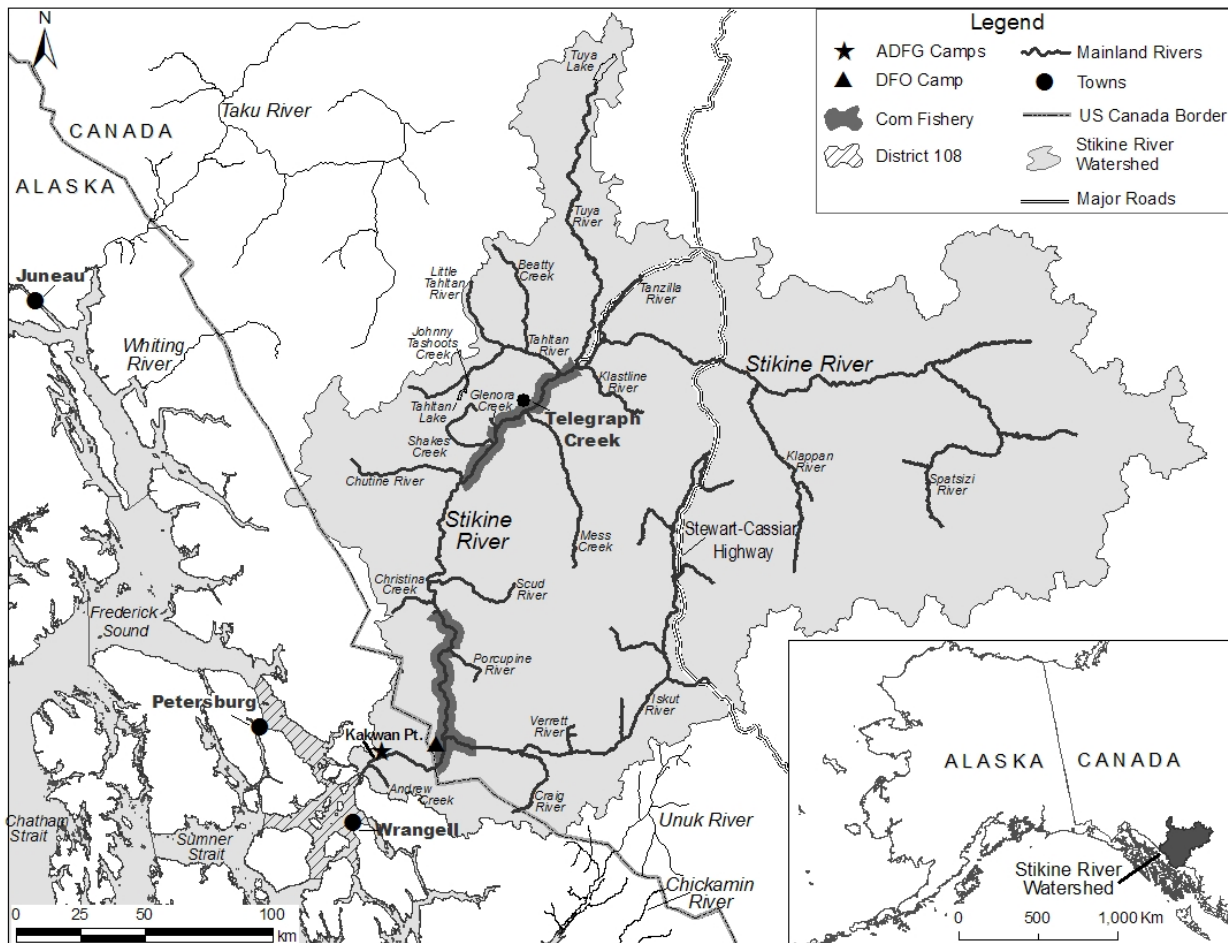 N
CANADA
ALASKA
Taku River
Tuya
Lake
Legend
ADFG Camps
DFO Camp
Com Fishery
District 108
Mainland Rivers
Towns
US Canada Border
Stikine River
Watershed
Major Roads
Juneau
Whiting
River
Little
Tahltan
River
Beatty
Creek
Tuya
River
Tanzilla
River
Johnny
Tashoots
Creek
Tahltan
River
Stikine River
Klastline
River
Glenora
Creek
Tahltan
Lake
Telegraph
Creek
Shakes
Creek
Chutine River
Klappan
River
Spatsizi
River
Stikine
River
Mess
Creek
Stewart-Cassiar
Highway
Christina
Creek
Scud
River
Frederick
Sound
Porcupine
River
Petersburg
Kakwan Pt.
Iskut
River
Verrett
River
Andrew
Creek
Craig
River
Chatham
Strait
Sumner
Strait
Wrangell
Unuk River
Chickamin
River
0 25 50 100
km
ALASKA
CANADA
Stikine River
Watershed
0 500 1,000 Km